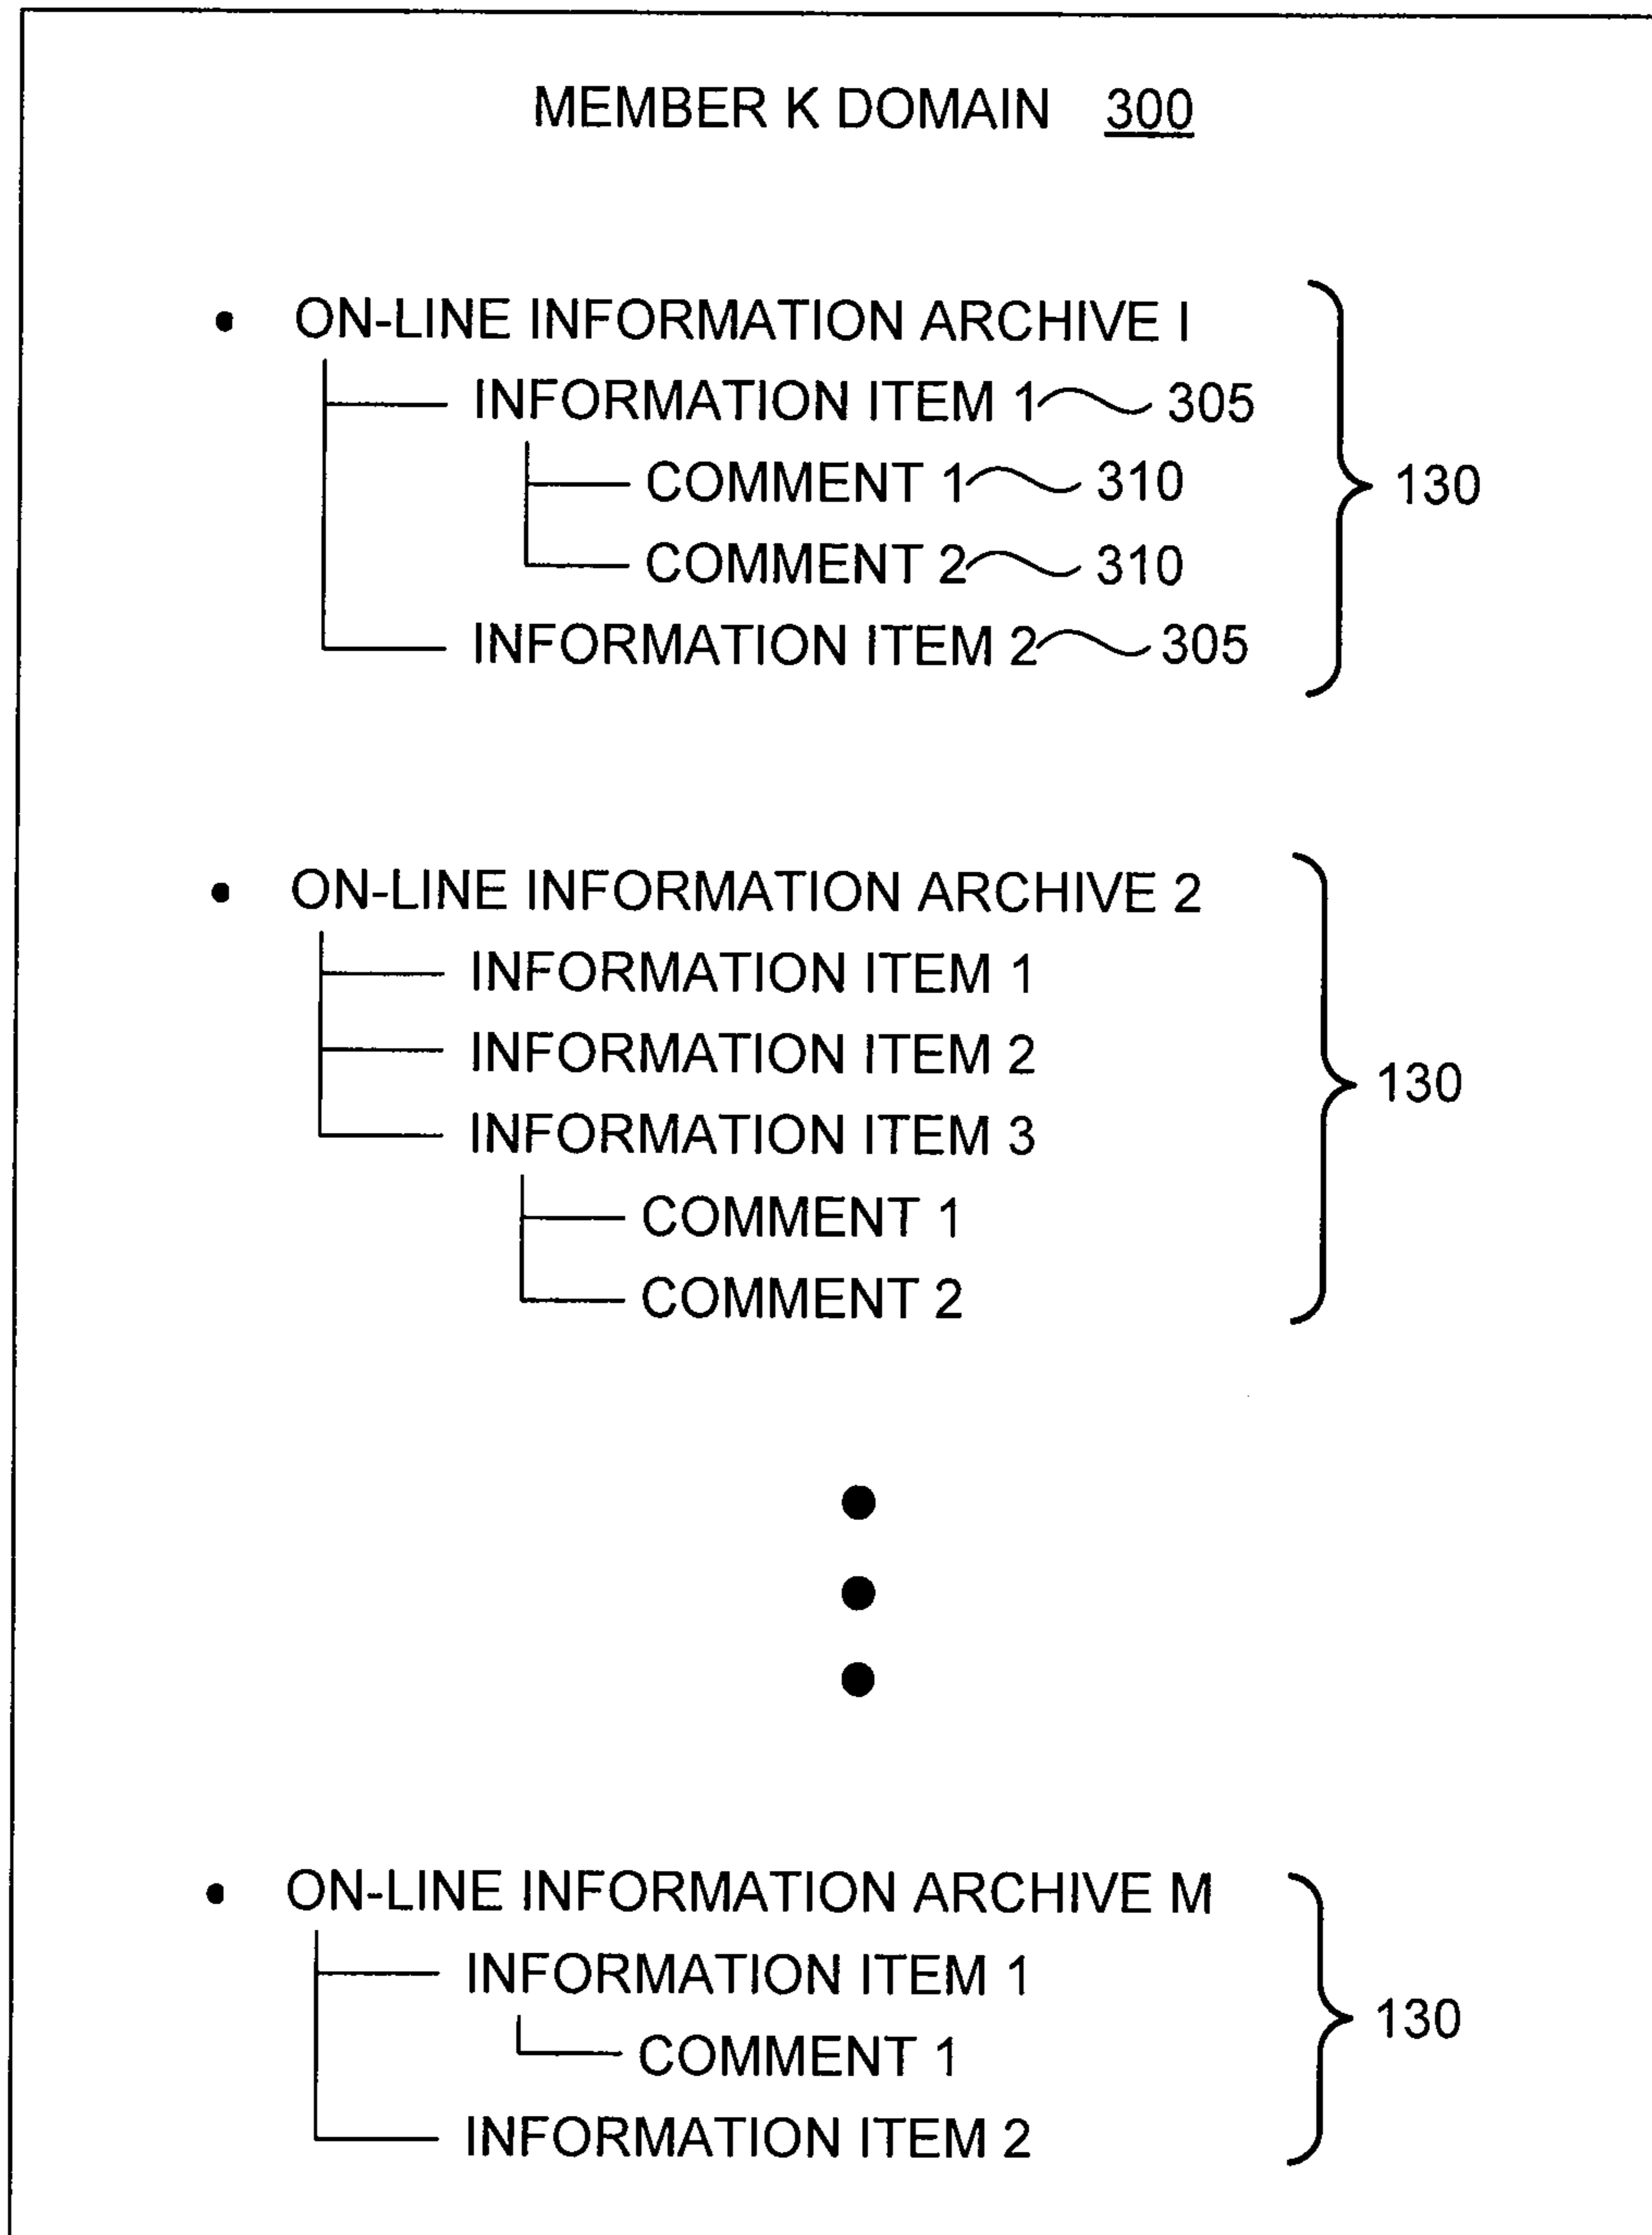 MEMBER K DOMAIN 300
• ON-LINE INFORMATION ARCHIVE I
INFORMATION ITEM 1 305
COMMENT 1 310
130
COMMENT 2 310
INFORMATION ITEM 2 305
• ON-LINE INFORMATION ARCHIVE 2
INFORMATION ITEM 1
INFORMATION ITEM 2
130
INFORMATION ITEM 3
COMMENT 1
COMMENT 2
• ON-LINE INFORMATION ARCHIVE M
INFORMATION ITEM 1
130
COMMENT 1
INFORMATION ITEM 2